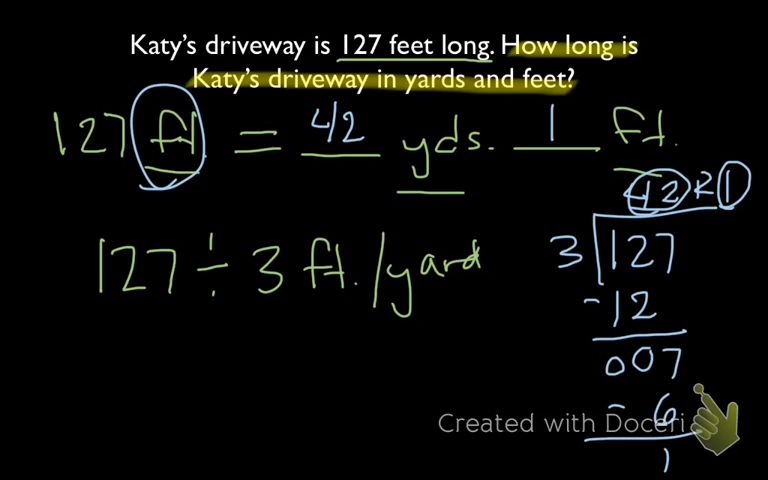 Katy's driveway is 127 feet long. How long is
Katy's driveway in yards and feet?
127 ft = 42 yds. 1 ft.
127 ÷ 3 ft./yard
42 R 1
3 127
-12
007
- 6
1
Created with Doceri